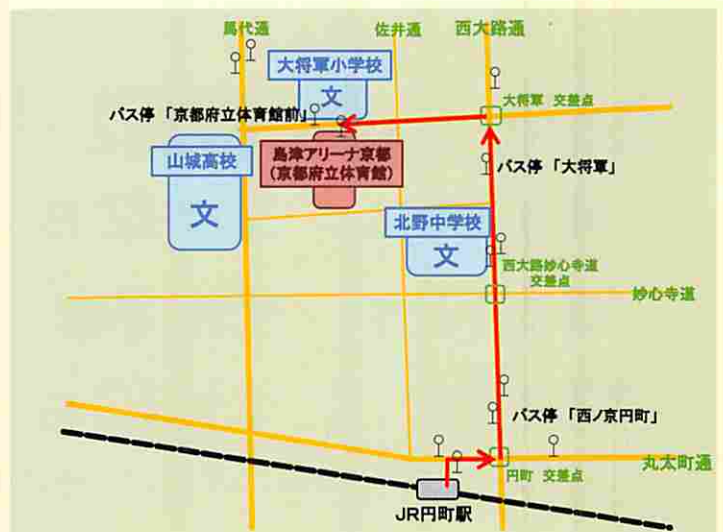 馬代通
佐井通
西大路通
大将軍小学校
文
大将軍 交差点
バス停 「京都府立体育館前」
山城高校
文
島津アリーナ京都
(京都府立体育館)
バス停 「大将軍」
北野中学校
文
西大路妙心寺道
交差点
妙心寺道
バス停 「西ノ京円町」
丸太町通
円町 交差点
JR円町駅